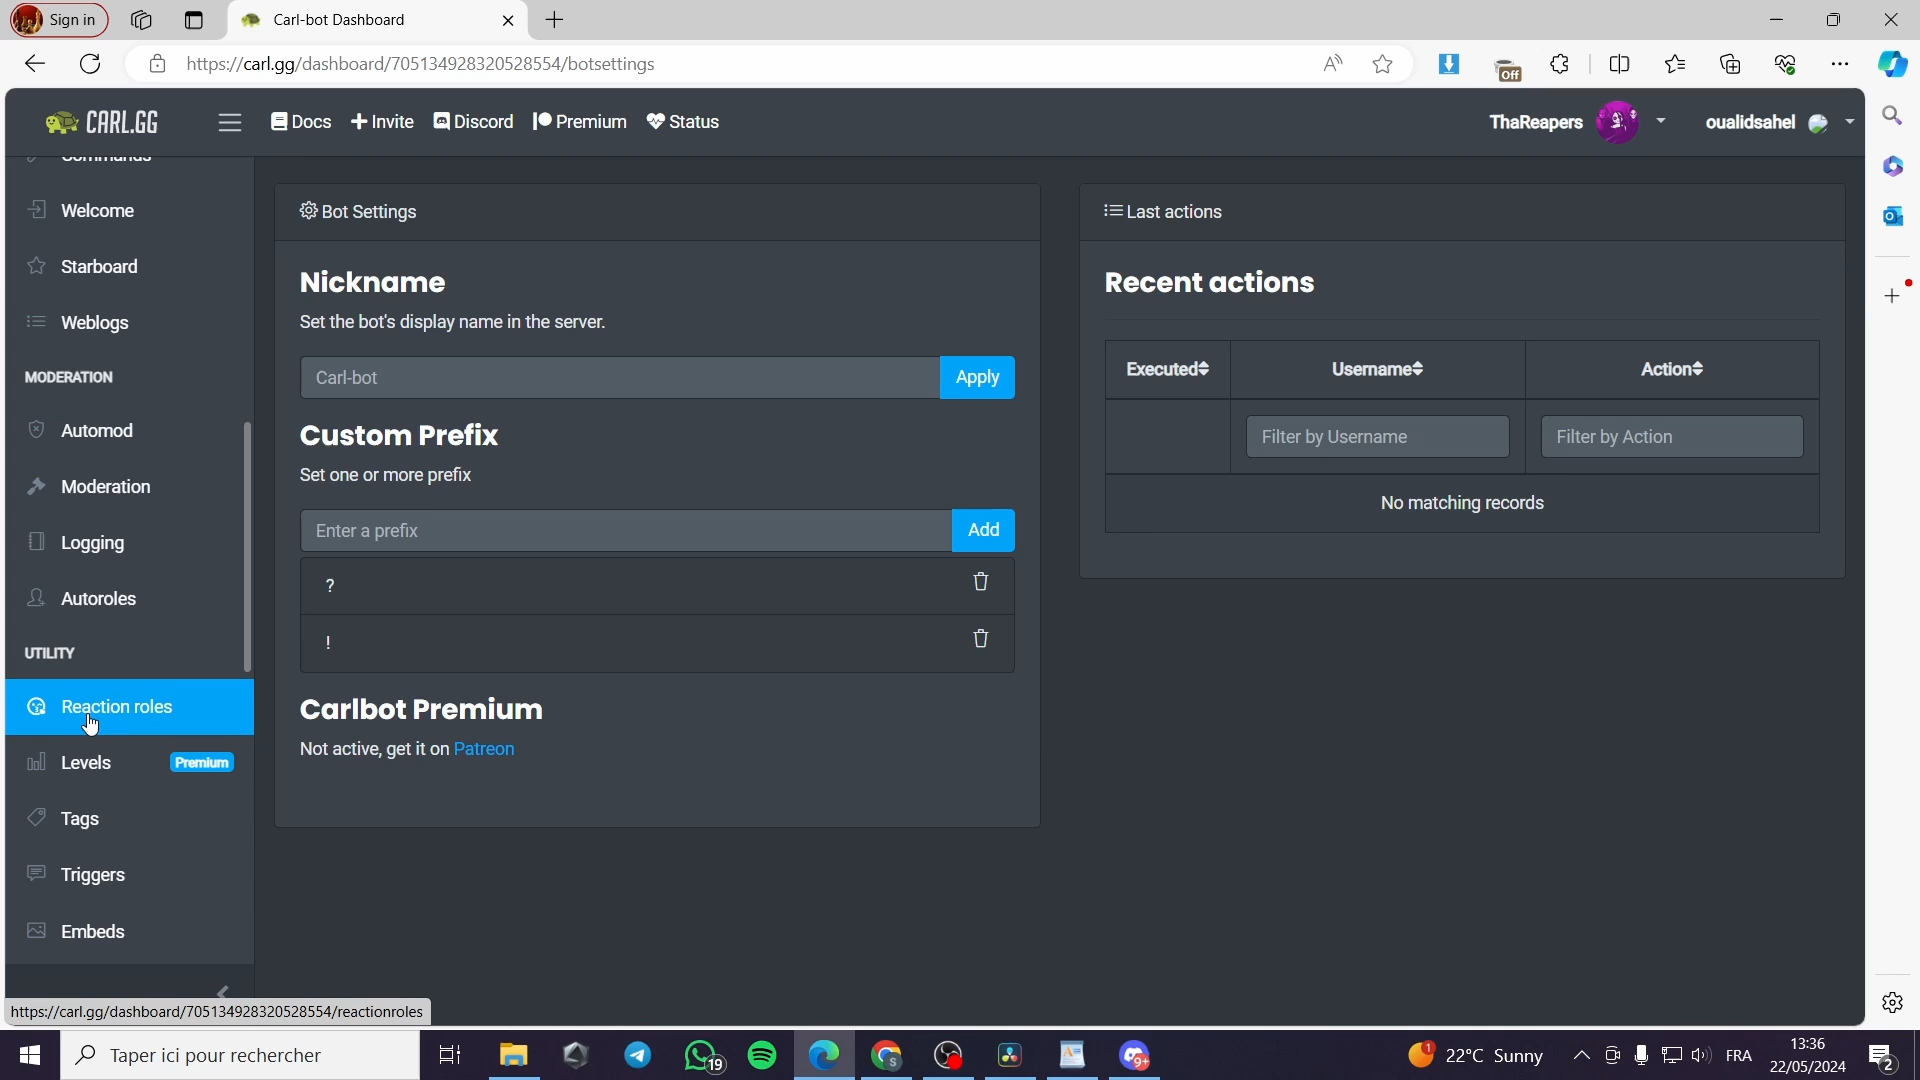 Sign in
Carl-bot Dashboard
https://carl.gg/dashboard/705134928320528554/botsettings
A
Off
CARL.GG
Docs
Invite
Discord
Premium
Status
ThaReapers
oualidsahel
Commands
Welcome
Starboard
Weblogs
MODERATION
Automod
Moderation
Logging
Autoroles
UTILITY
Reaction roles
Levels Premium
Tags
Triggers
Embeds
Bot Settings
Nickname
Set the bot's display name in the server.
Carl-bot Apply
Custom Prefix
Set one or more prefix
Enter a prefix Add
?
!
Carlbot Premium
Not active, get it on Patreon
Last actions
Recent actions
Executed Username Action
Filter by Username Filter by Action
No matching records
https://carl.gg/dashboard/705134928320528554/reactionroles
Taper ici pour rechercher
19
S
9+
1
22°C Sunny
FRA
13:36
22/05/2024
2